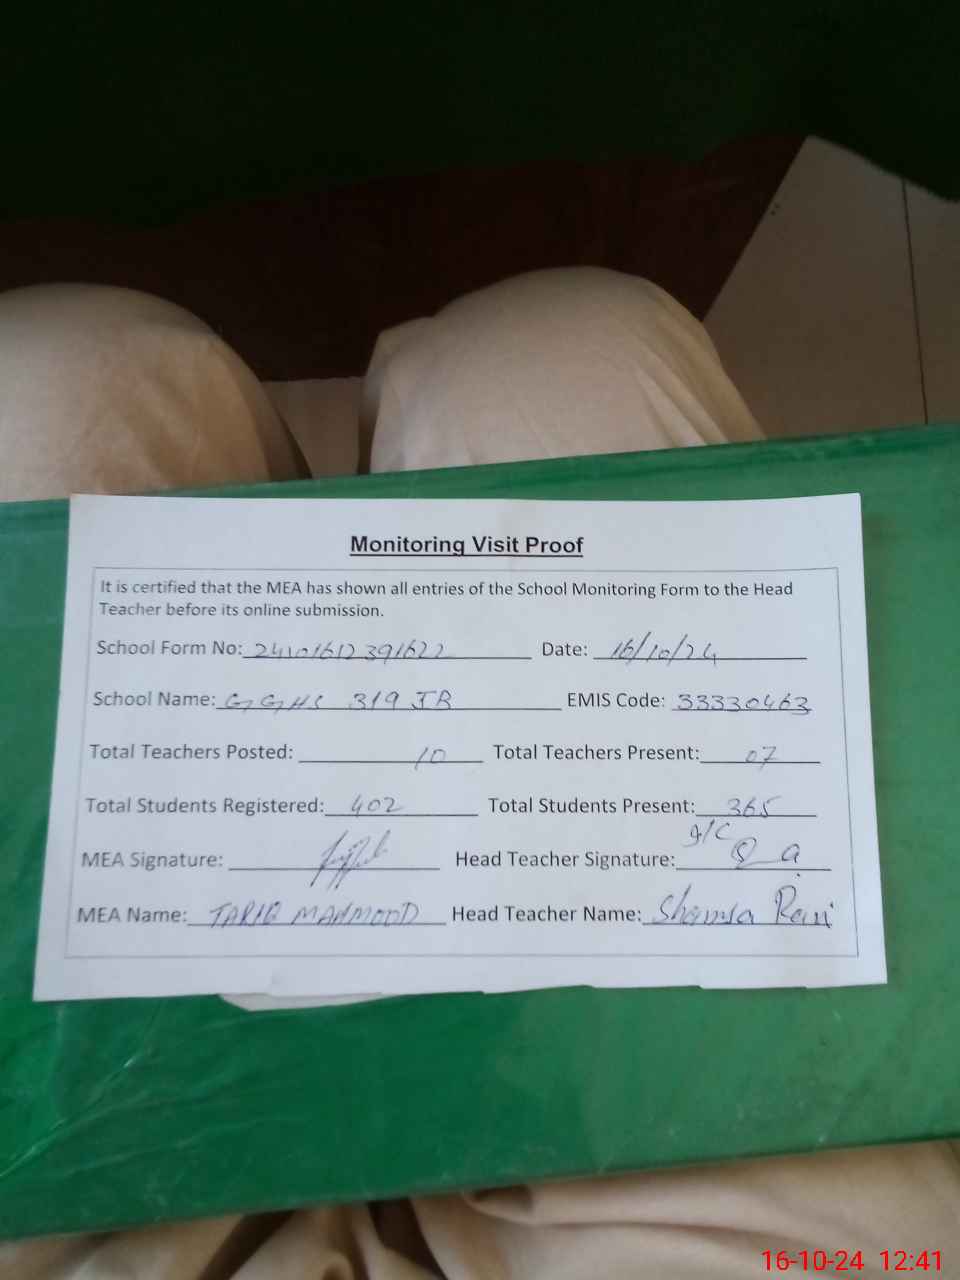 Monitoring Visit Proof
It is certified that the MEA has shown all entries of the School Monitoring Form to the Head
Teacher before its online submission.
School Form No: 24101612391622 Date: 16/10/24
School Name: GGHS 319 JB EMIS Code: 33330463
Total Teachers Posted: 10 Total Teachers Present: 07
Total Students Registered: 402 Total Students Present: 365
MEA Signature: Head Teacher Signature: I/C
MEA Name: TARIQ MAHMOOD Head Teacher Name: Shamsa Rani
16-10-24 12:41